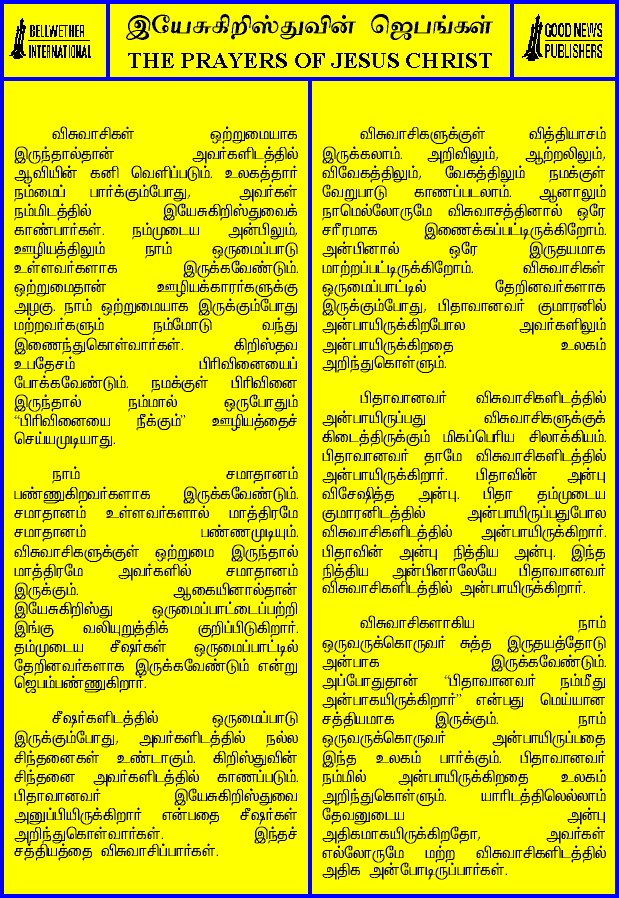 BELLWETHER
INTERNATIONAL
இயேசுகிறிஸ்துவின் ஜெபங்கள்
THE PRAYERS OF JESUS CHRIST
GOOD NEWS
PUBLISHERS
விசுவாசிகள் ஒற்றுமையாக
இருந்தால்தான் அவர்களிடத்தில்
ஆவியின் கனி வெளிப்படும். உலகத்தார்
நம்மைப் பார்க்கும்போது, அவர்கள்
நம்மிடத்தில் இயேசுகிறிஸ்துவைக்
காண்பார்கள். நம்முடைய அன்பிலும்,
ஊழியத்திலும் நாம் ஒருமைப்பாடு
உள்ளவர்களாக இருக்கவேண்டும்.
ஒற்றுமைதான் ஊழியக்காரர்களுக்கு
அழகு. நாம் ஒற்றுமையாக இருக்கும்போது
மற்றவர்களும் நம்மோடு வந்து
இணைந்துகொள்வார்கள். கிறிஸ்தவ
உபதேசம் பிரிவினையைப்
போக்கவேண்டும். நமக்குள் பிரிவினை
இருந்தால் நம்மால் ஒருபோதும்
“பிரிவினையை நீக்கும்” ஊழியத்தைச்
செய்யமுடியாது.
நாம் சமாதானம்
பண்ணுகிறவர்களாக இருக்கவேண்டும்.
சமாதானம் உள்ளவர்களால் மாத்திரமே
சமாதானம் பண்ணமுடியும்.
விசுவாசிகளுக்குள் ஒற்றுமை இருந்தால்
மாத்திரமே அவர்களில் சமாதானம்
இருக்கும். ஆகையினால்தான்
இயேசுகிறிஸ்து ஒருமைப்பாட்டைப்பற்றி
இங்கு வலியுறுத்திக் குறிப்பிடுகிறார்.
தம்முடைய சீஷர்கள் ஒருமைப்பாட்டில்
தேறினவர்களாக இருக்கவேண்டும் என்று
ஜெபம்பண்ணுகிறார்.
சீஷர்களிடத்தில் ஒருமைப்பாடு
இருக்கும்போது, அவர்களிடத்தில் நல்ல
சிந்தனைகள் உண்டாகும். கிறிஸ்துவின்
சிந்தனை அவர்களிடத்தில் காணப்படும்.
பிதாவானவர் இயேசுகிறிஸ்துவை
அனுப்பியிருக்கிறார் என்பதை சீஷர்கள்
அறிந்துகொள்வார்கள். இந்தச்
சத்தியத்தை விசுவாசிப்பார்கள்.
விசுவாசிகளுக்குள் வித்தியாசம்
இருக்கலாம். அறிவிலும், ஆற்றலிலும்,
விவேகத்திலும், வேகத்திலும் நமக்குள்
வேறுபாடு காணப்படலாம். ஆனாலும்
நாமெல்லோருமே விசுவாசத்தினால் ஒரே
சரீரமாக இணைக்கப்பட்டிருக்கிறோம்.
அன்பினால் ஒரே இருதயமாக
மாற்றப்பட்டிருக்கிறோம். விசுவாசிகள்
ஒருமைப்பாட்டில் தேறினவர்களாக
இருக்கும்போது, பிதாவானவர் குமாரனில்
அன்பாயிருக்கிறபோல அவர்களிலும்
அன்பாயிருக்கிறதை உலகம்
அறிந்துகொள்ளும்.
பிதாவானவர் விசுவாசிகளிடத்தில்
அன்பாயிருப்பது விசுவாசிகளுக்குக்
கிடைத்திருக்கும் மிகப்பெரிய சிலாக்கியம்.
பிதாவானவர் தாமே விசுவாசிகளிடத்தில்
அன்பாயிருக்கிறார். பிதாவின் அன்பு
விசேஷித்த அன்பு. பிதா தம்முடைய
குமாரனிடத்தில் அன்பாயிருப்பதுபோல
விசுவாசிகளிடத்தில் அன்பாயிருக்கிறார்.
பிதாவின் அன்பு நித்திய அன்பு. இந்த
நித்திய அன்பினாலேயே பிதாவானவர்
விசுவாசிகளிடத்தில் அன்பாயிருக்கிறார்.
விசுவாசிகளாகிய நாம்
ஒருவருக்கொருவர் சுத்த இருதயத்தோடு
அன்பாக இருக்கவேண்டும்.
அப்போதுதான் “பிதாவானவர் நம்மீது
அன்பாகயிருக்கிறார்” என்பது மெய்யான
சத்தியமாக இருக்கும். நாம்
ஒருவருக்கொருவர் அன்பாயிருப்பதை
இந்த உலகம் பார்க்கும். பிதாவானவர்
நம்மில் அன்பாயிருக்கிறதை உலகம்
அறிந்துகொள்ளும். யாரிடத்திலெல்லாம்
தேவனுடைய அன்பு
அதிகமாகயிருக்கிறதோ, அவர்கள்
எல்லோருமே மற்ற விசுவாசிகளிடத்தில்
அதிக அன்போடிருப்பார்கள்.